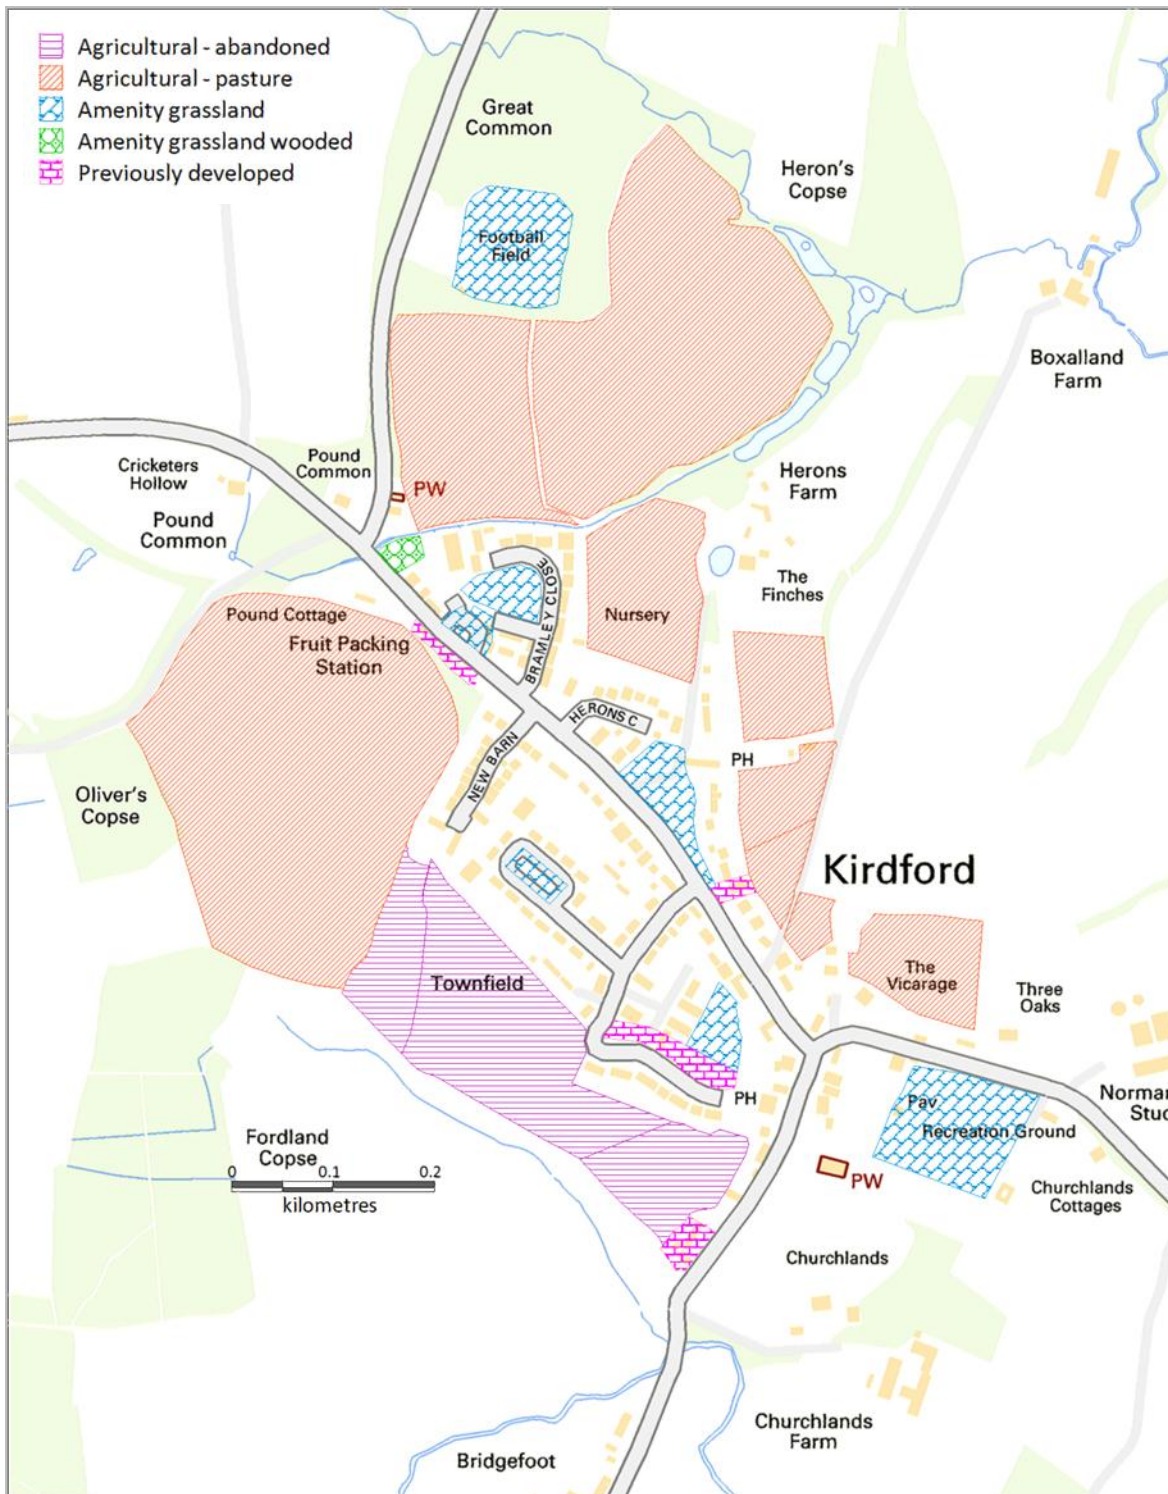 Agricultural - abandoned
Agricultural - pasture
Amenity grassland
Amenity grassland wooded
Previously developed
Great
Common
Heron's
Copse
Football
Field
Boxalland
Farm
Pound
Common
Cricketers
Hollow
PW
Herons
Farm
Pound
Common
The
Finches
Pound Cottage
Nursery
Fruit Packing
Station
BRAMLEY CLOSE
HERONS C
NEW BARN
PH
Oliver's
Copse
Kirdford
The
Vicarage
Townfield
Three
Oaks
Norman
Stud
PH
Pav
Recreation Ground
Fordland
Copse
0 0.1 0.2
kilometres
PW
Churchlands
Cottages
Churchlands
Churchlands
Farm
Bridgefoot